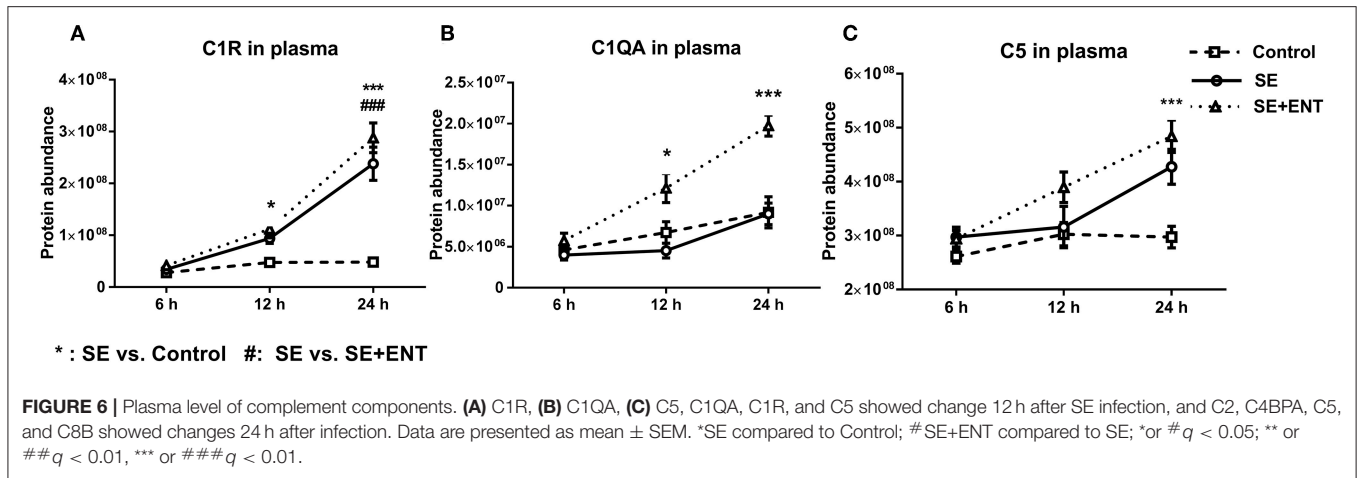 A
C1R in plasma
Protein abundance
4×10⁰⁸
3×10⁰⁸
2×10⁰⁸
1×10⁰⁸
0
6 h 12 h 24 h
*
***
###
B
C1QA in plasma
Protein abundance
2.5×10⁰⁷
2.0×10⁰⁷
1.5×10⁰⁷
1.0×10⁰⁷
5.0×10⁰⁶
0
6 h 12 h 24 h
*
***
C
C5 in plasma
Protein abundance
6×10⁰⁸
5×10⁰⁸
4×10⁰⁸
3×10⁰⁸
2×10⁰⁸
6 h 12 h 24 h
***
Control
SE
SE+ENT
* : SE vs. Control #: SE vs. SE+ENT
FIGURE 6 | Plasma level of complement components. (A) C1R, (B) C1QA, (C) C5, C1QA, C1R, and C5 showed change 12 h after SE infection, and C2, C4BPA, C5,
and C8B showed changes 24 h after infection. Data are presented as mean ± SEM. *SE compared to Control; #SE+ENT compared to SE; *or #q < 0.05; ** or
##q < 0.01, *** or ###q < 0.01.